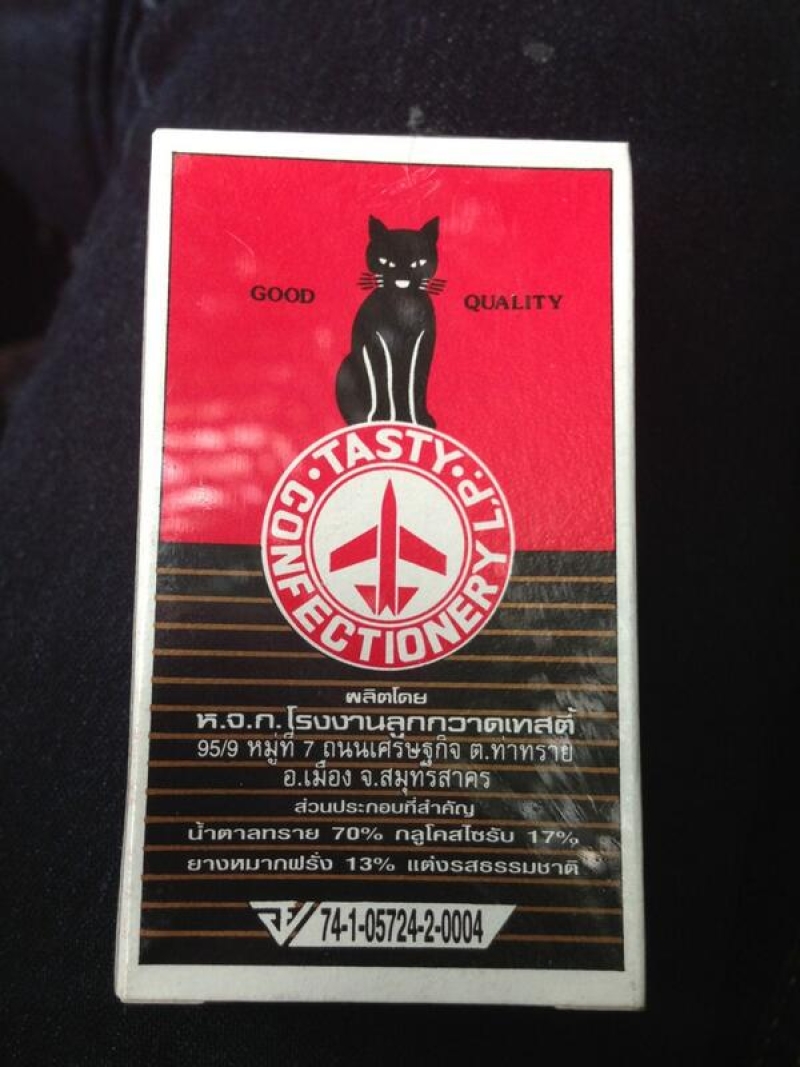 GOOD QUALITY
TASTY
CONFECTIONERY L.P.
ผลิตโดย
ห.จ.ก.โรงงานลูกกวาดเทสตี้
95/9 หมู่ที่ 7 ถนนเศรษฐกิจ ต.ท่าทราย
อ.เมือง จ.สมุทรสาคร
ส่วนประกอบที่สำคัญ
น้ำตาลทราย 70% กลูโคสไซรับ 17%
ยางหมากฝรั่ง 13% แต่งรสธรรมชาติ
อย 74-1-05724-2-0004